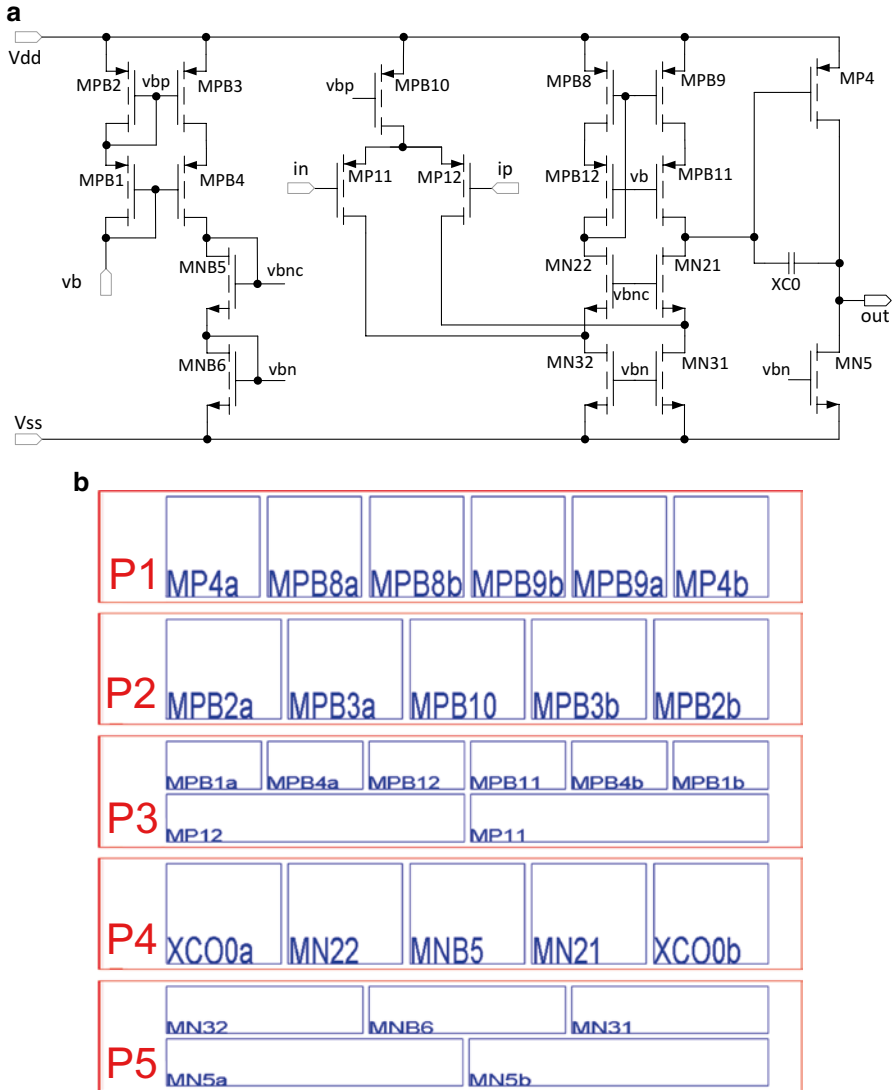 a
Vdd
MPB2 vbp MPB3 vbp MPB10 MPB8 MPB9 MP4
MPB1 MPB4 in MP11 MP12 ip MPB12 vb MPB11
vb MNB5 vbnc MN22 vbnc MN21 XC0 out
MNB6 vbn MN32 vbn MN31 vbn MN5
Vss
b
P1 MP4a MPB8a MPB8b MPB9b MPB9a MP4b
P2 MPB2a MPB3a MPB10 MPB3b MPB2b
MPB1a MPB4a MPB12 MPB11 MPB4b MPB1b
P3 MP12 MP11
P4 XCO0a MN22 MNB5 MN21 XCO0b
MN32 MNB6 MN31
P5 MN5a MN5b